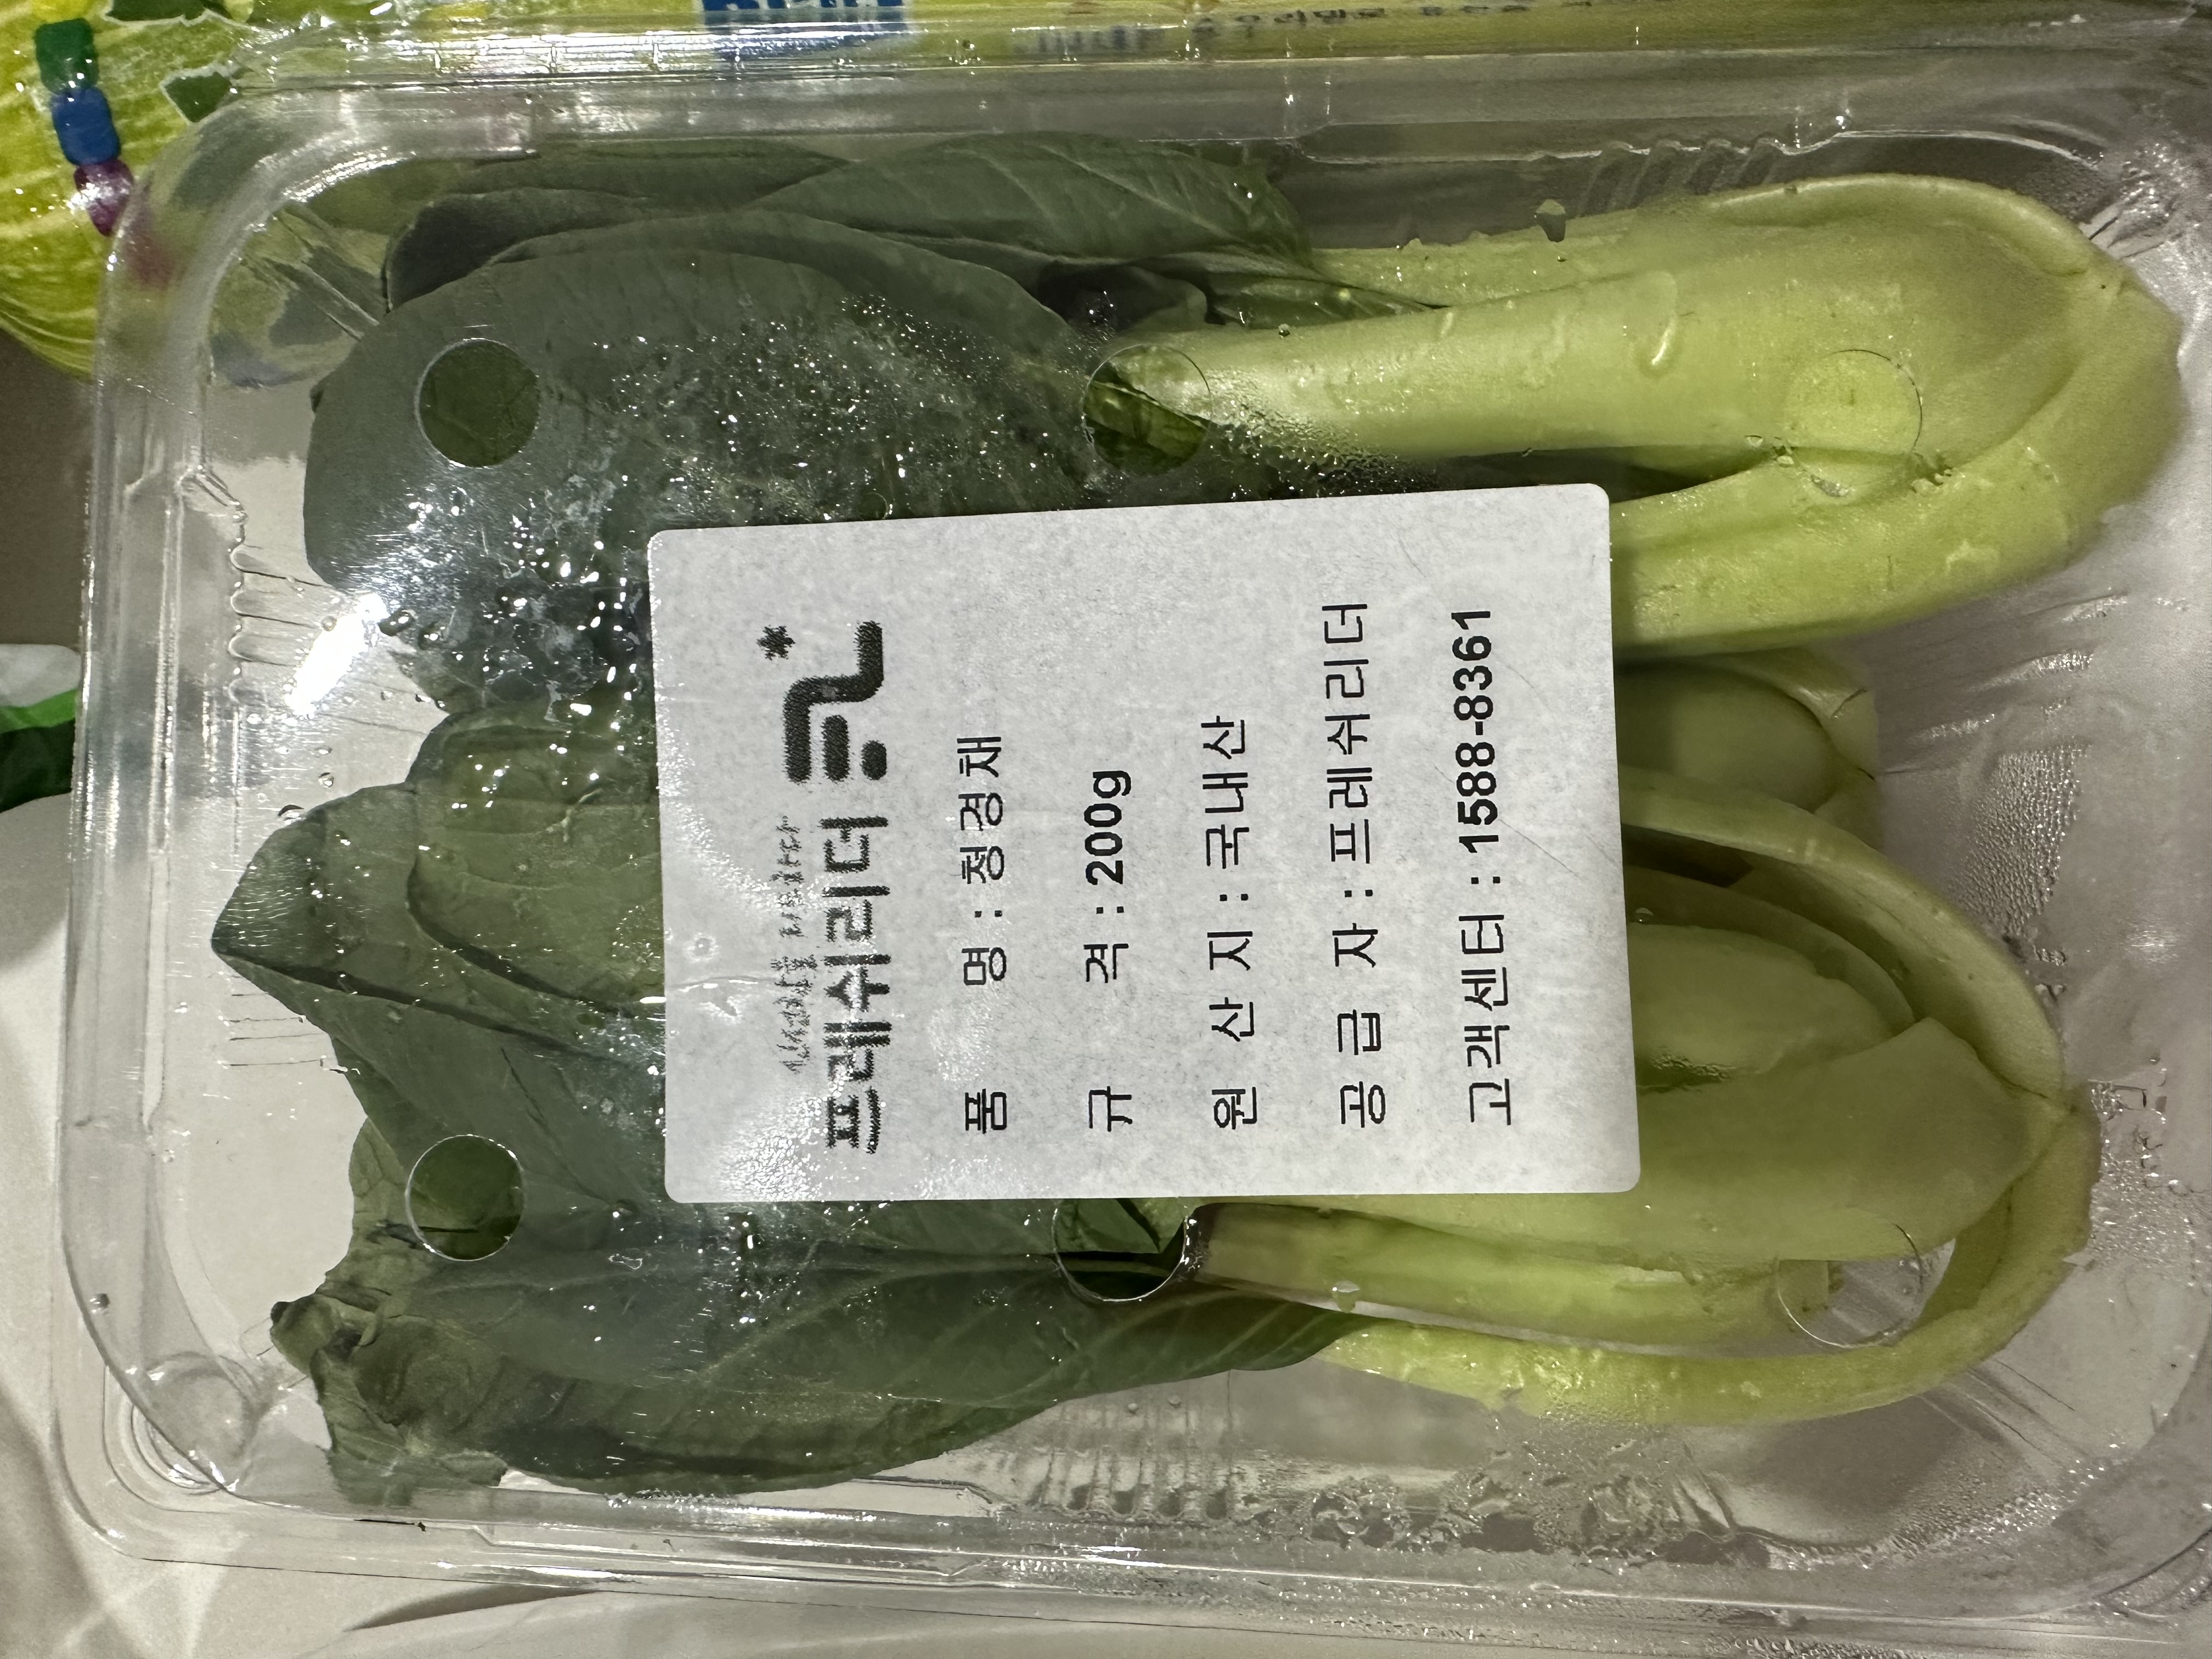 프레쉬리더
품 명 : 청경채
규 격 : 200g
원 산 지 : 국내산
공 급 자 : 프레쉬리더
고객센터 : 1588-8361